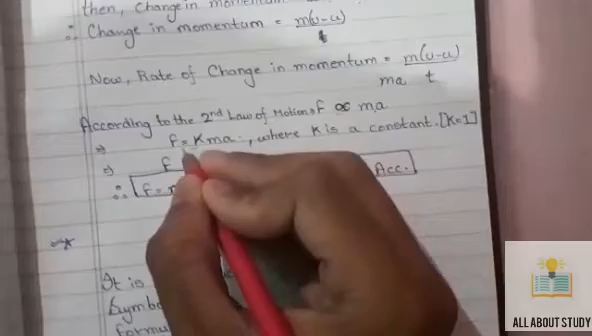 then, Change in momentum
∴ Change in momentum = m(v-u)
t
Now, Rate of Change in momentum = m(v-u)
ma t
According to the 2nd Law of Motion f ∝ ma
⇒ f = K ma, where K is a constant. [K=1]
⇒ f
∴ f = Acc.
It is
Symbo
formu
ALL ABOUT STUDY